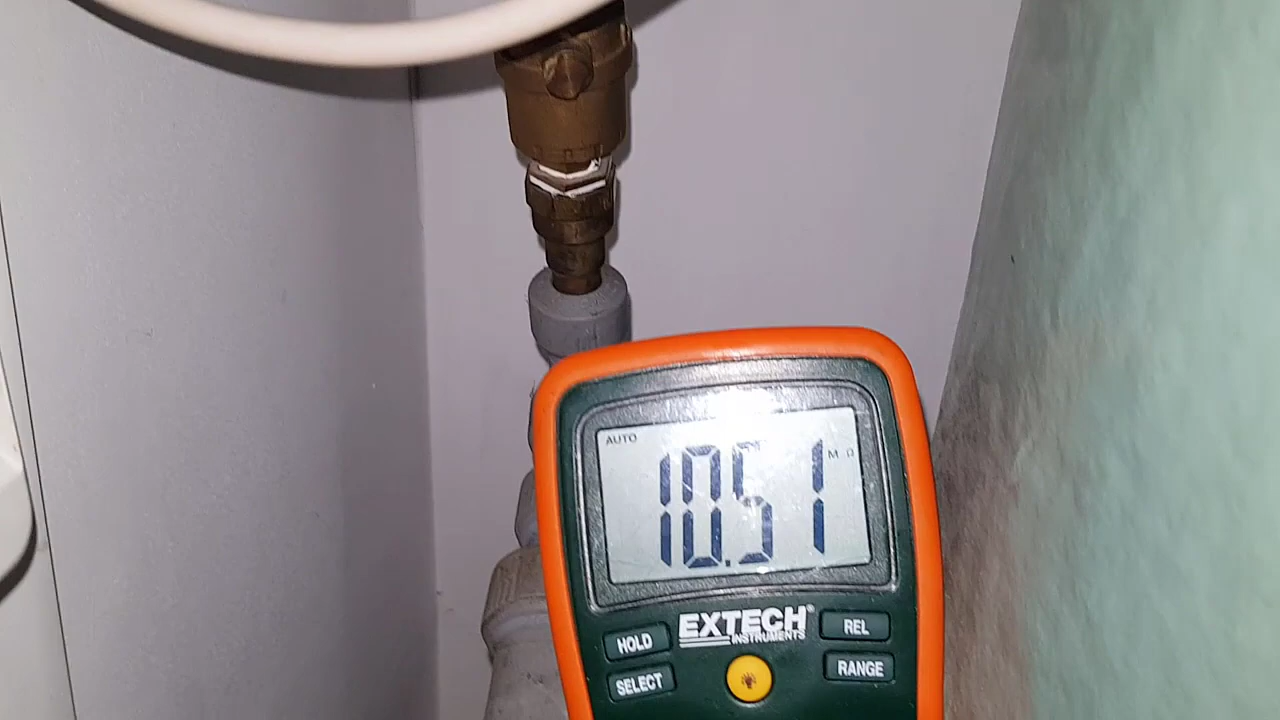 AUTO
10.51 M Ω
EXTECH®
INSTRUMENTS
HOLD
REL
SELECT
RANGE